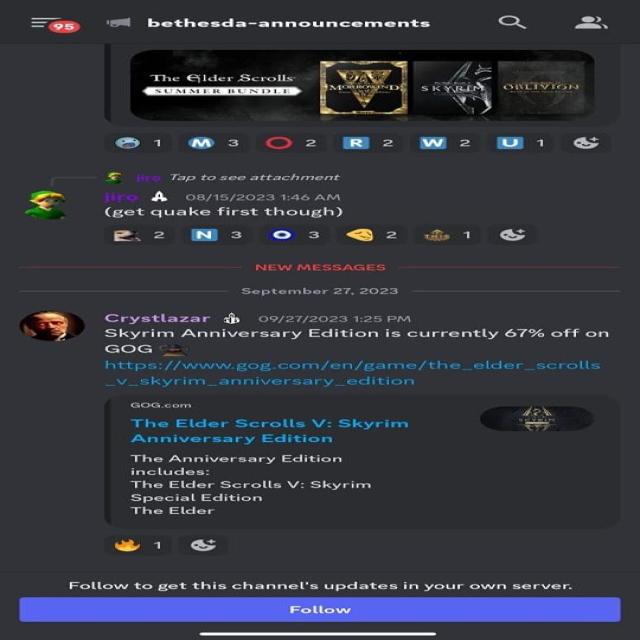 95
bethesda-announcements
The Elder Scrolls
SUMMER BUNDLE
MORROWIND
SKYRIM
OBLIVION
1
M 3
2
R 2
W 2
U 1
jiro Tap to see attachment
jiro 08/15/2023 1:46 AM
(get quake first though)
2
N 3
O 3
2
1
NEW MESSAGES
September 27, 2023
Crystlazar 09/27/2023 1:25 PM
Skyrim Anniversary Edition is currently 67% off on
GOG
https://www.gog.com/en/game/the_elder_scrolls
_v_skyrim_anniversary_edition
GOG.com
The Elder Scrolls V: Skyrim
Anniversary Edition
SKYRIM
The Anniversary Edition
includes:
The Elder Scrolls V: Skyrim
Special Edition
The Elder
1
Follow to get this channel's updates in your own server.
Follow